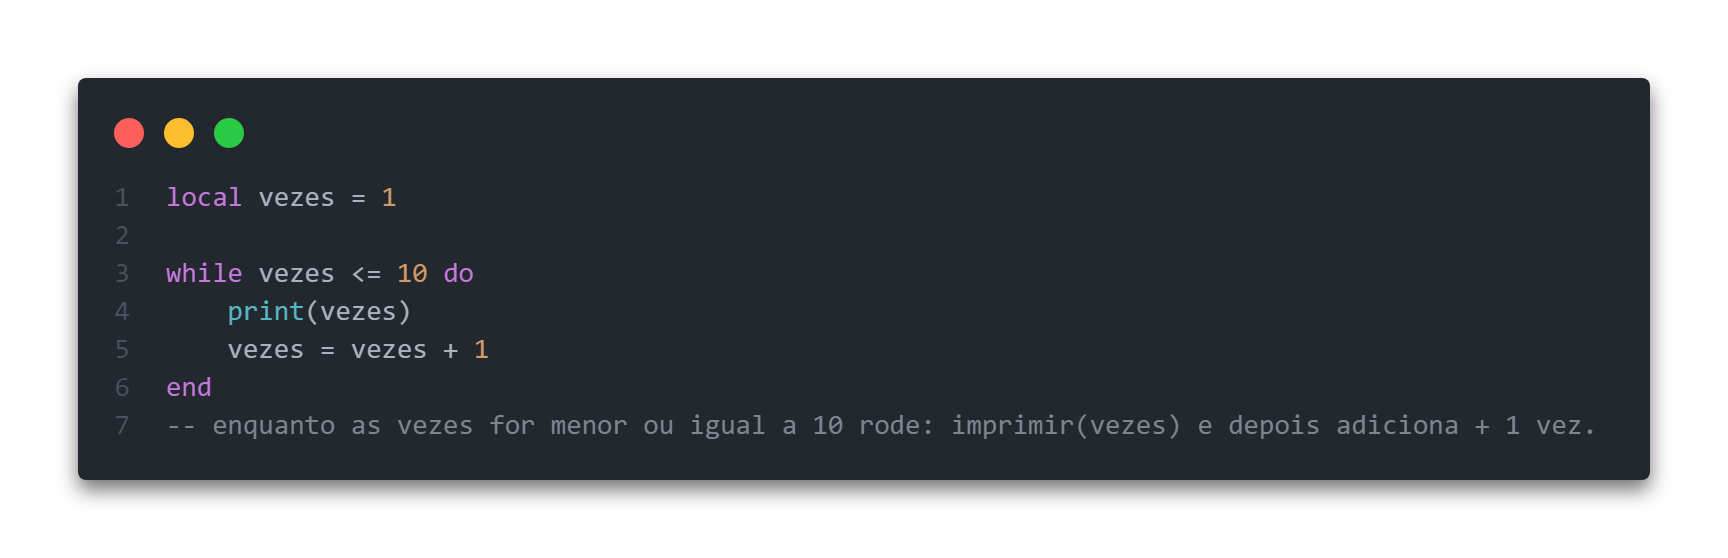 1 local vezes = 1
2
3 while vezes <= 10 do
4     print(vezes)
5     vezes = vezes + 1
6 end
7 -- enquanto as vezes for menor ou igual a 10 rode: imprimir(vezes) e depois adiciona + 1 vez.